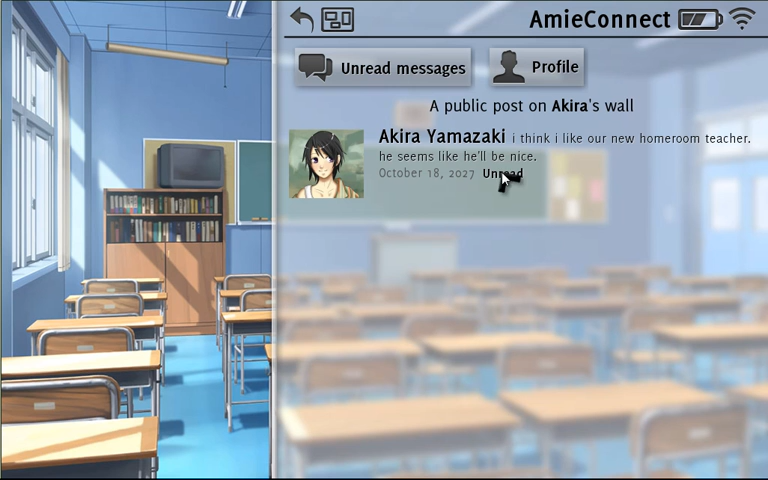 AmieConnect
Unread messages
Profile
A public post on Akira's wall
Akira Yamazaki i think i like our new homeroom teacher.
he seems like he'll be nice.
October 18, 2027 Unread